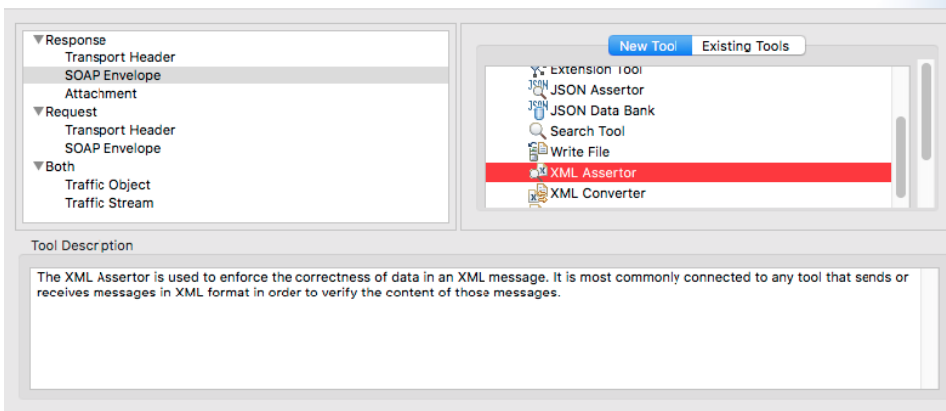 Response
Transport Header
SOAP Envelope
Attachment
Request
Transport Header
SOAP Envelope
Both
Traffic Object
Traffic Stream
New Tool
Existing Tools
Extension Tool
JSON Assertor
JSON Data Bank
Search Tool
Write File
XML Assertor
XML Converter
Tool Description
The XML Assertor is used to enforce the correctness of data in an XML message. It is most commonly connected to any tool that sends or
receives messages in XML format in order to verify the content of those messages.